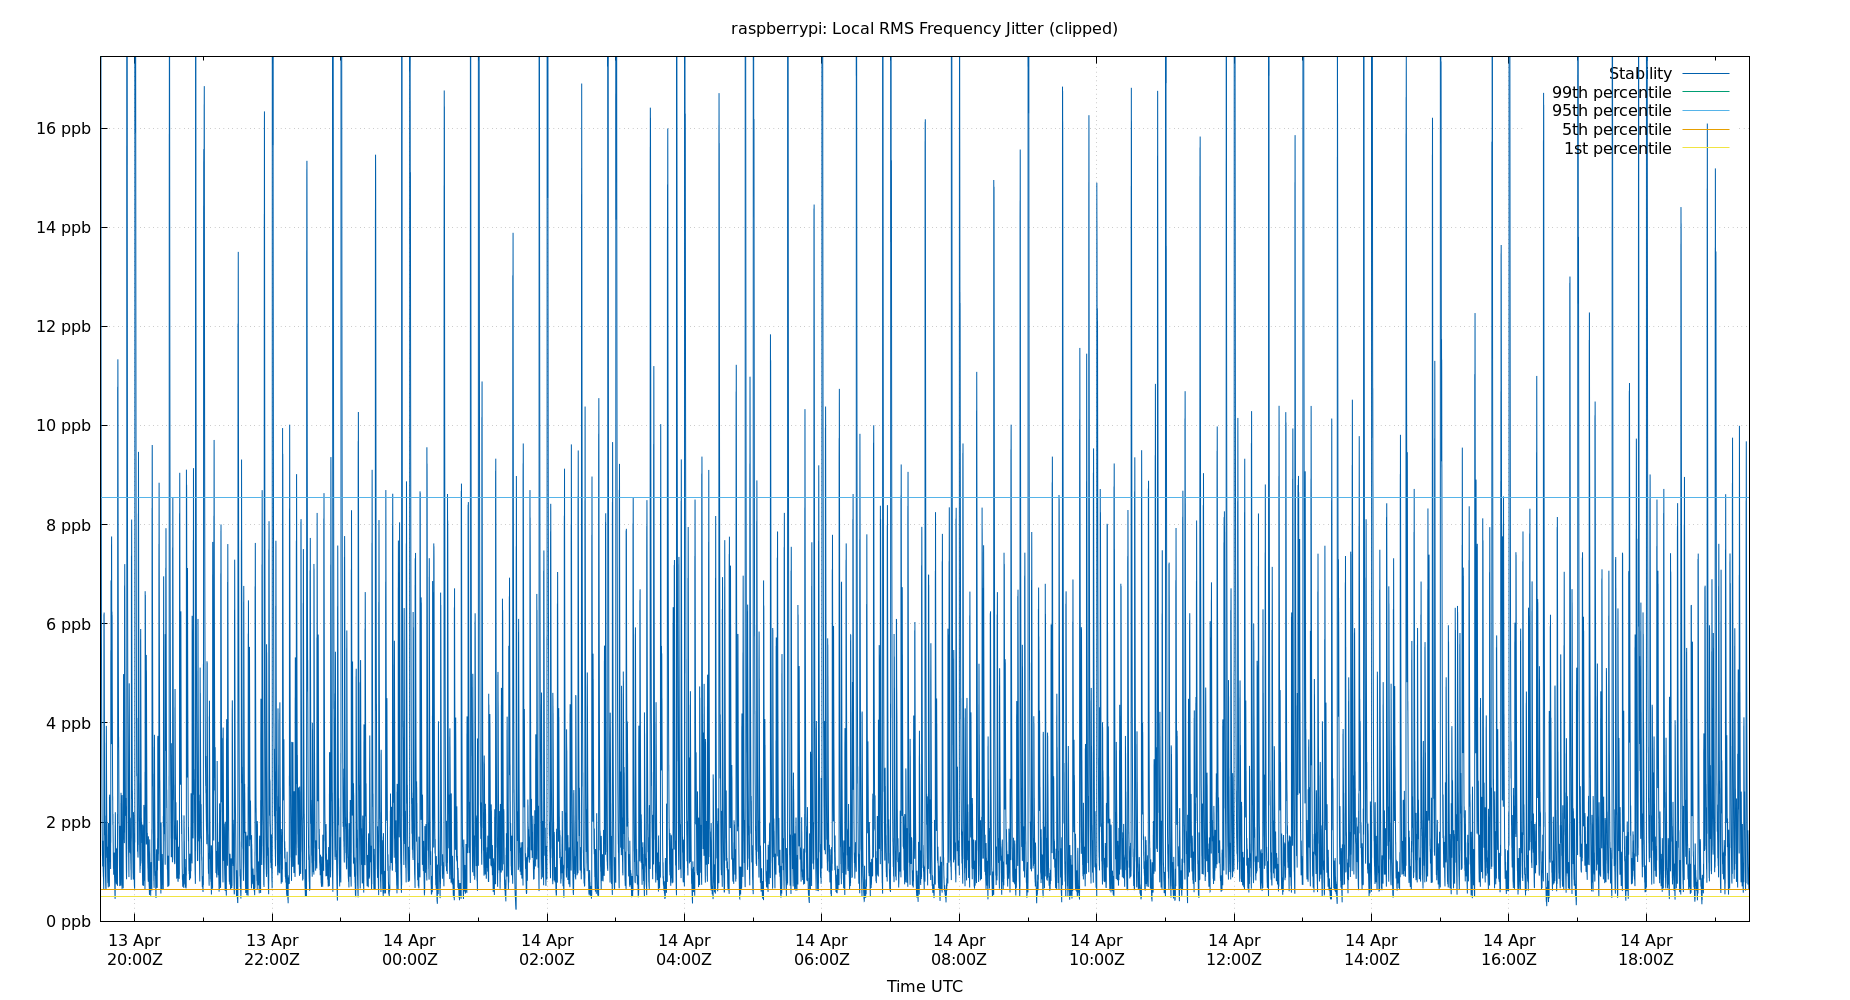 raspberrypi: Local RMS Frequency Jitter (clipped)
Stability
99th percentile
95th percentile
5th percentile
1st percentile
16 ppb
14 ppb
12 ppb
10 ppb
8 ppb
6 ppb
4 ppb
2 ppb
0 ppb
13 Apr 13 Apr 14 Apr 14 Apr 14 Apr 14 Apr 14 Apr 14 Apr 14 Apr 14 Apr 14 Apr 14 Apr
20:00Z 22:00Z 00:00Z 02:00Z 04:00Z 06:00Z 08:00Z 10:00Z 12:00Z 14:00Z 16:00Z 18:00Z
Time UTC